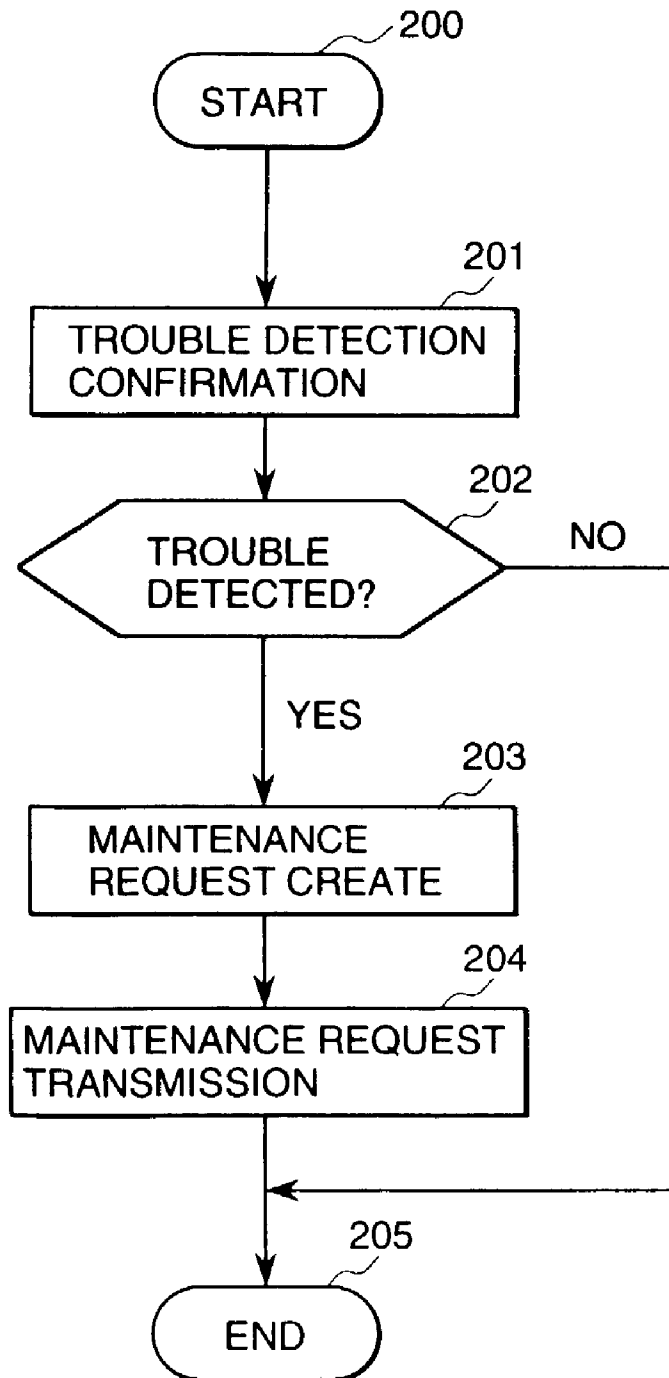 200
START
201
TROUBLE DETECTION
CONFIRMATION
202
TROUBLE
DETECTED?
NO
YES
203
MAINTENANCE
REQUEST CREATE
204
MAINTENANCE REQUEST
TRANSMISSION
205
END